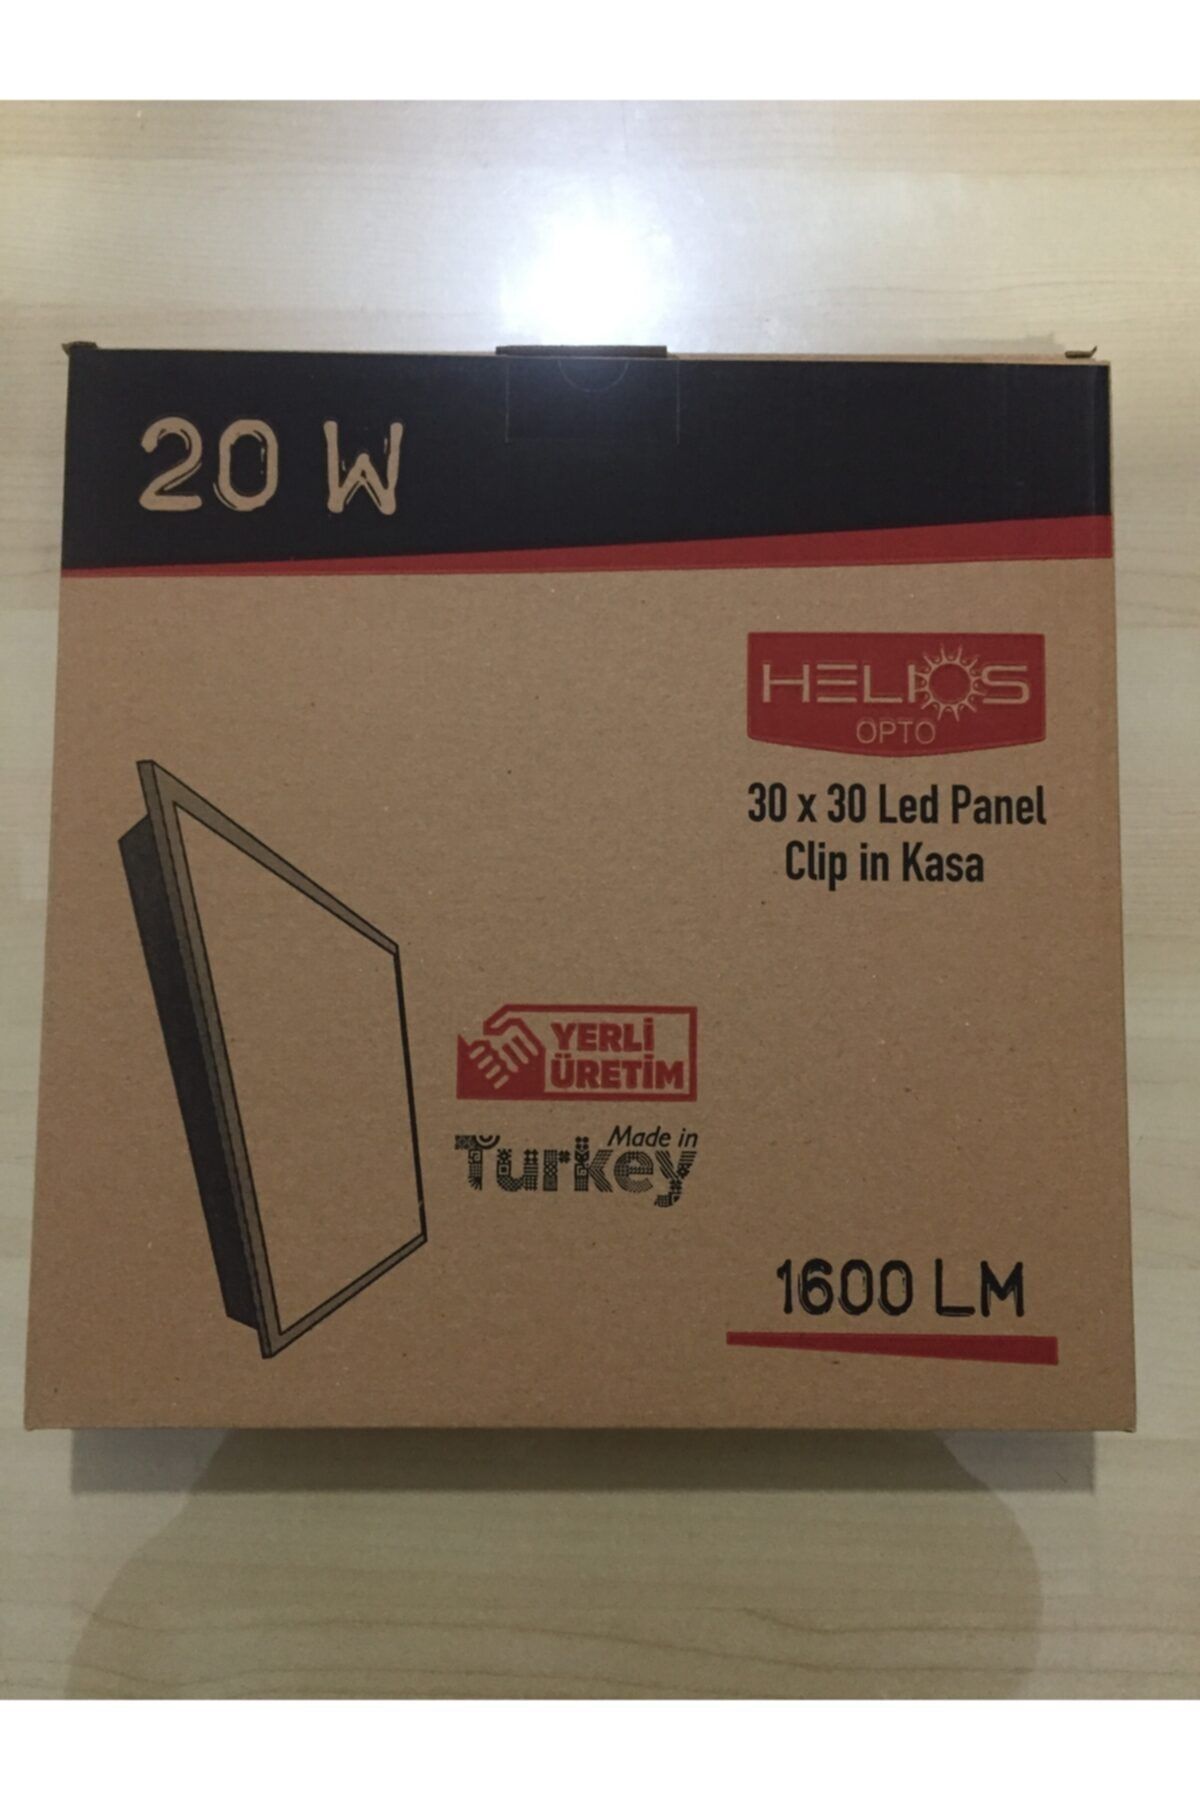 20 W
HELIOS
OPTO
30 x 30 Led Panel
Clip in Kasa
YERLİ
ÜRETİM
Made in
Turkey
1600 LM